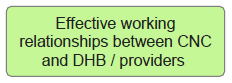 Effective working
relationships between CNC
and DHB / providers